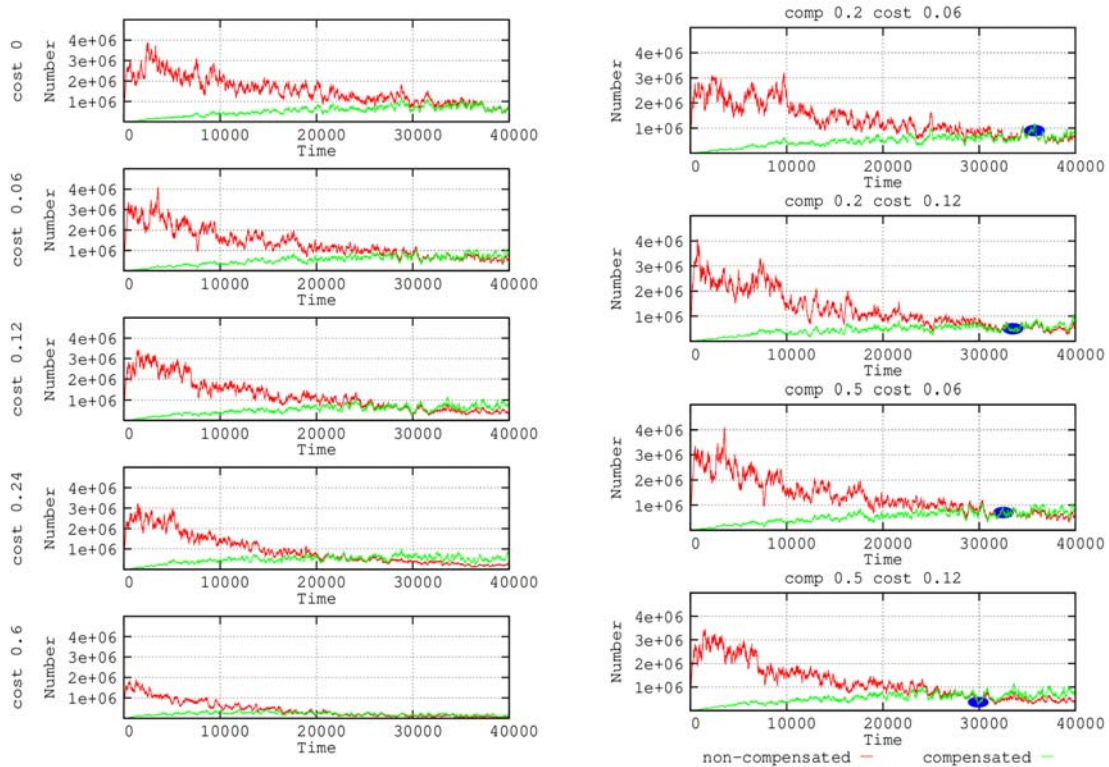 cost 0
Number
4e+06
3e+06
2e+06
1e+06
0 10000 20000 30000 40000
Time
cost 0.06
Number
4e+06
3e+06
2e+06
1e+06
0 10000 20000 30000 40000
Time
cost 0.12
Number
4e+06
3e+06
2e+06
1e+06
0 10000 20000 30000 40000
Time
cost 0.24
Number
4e+06
3e+06
2e+06
1e+06
0 10000 20000 30000 40000
Time
cost 0.6
Number
4e+06
3e+06
2e+06
1e+06
0 10000 20000 30000 40000
Time
comp 0.2 cost 0.06
Number
4e+06
3e+06
2e+06
1e+06
0 10000 20000 30000 40000
Time
comp 0.2 cost 0.12
Number
4e+06
3e+06
2e+06
1e+06
0 10000 20000 30000 40000
Time
comp 0.5 cost 0.06
Number
4e+06
3e+06
2e+06
1e+06
0 10000 20000 30000 40000
Time
comp 0.5 cost 0.12
Number
4e+06
3e+06
2e+06
1e+06
0 10000 20000 30000 40000
Time
non-compensated compensated